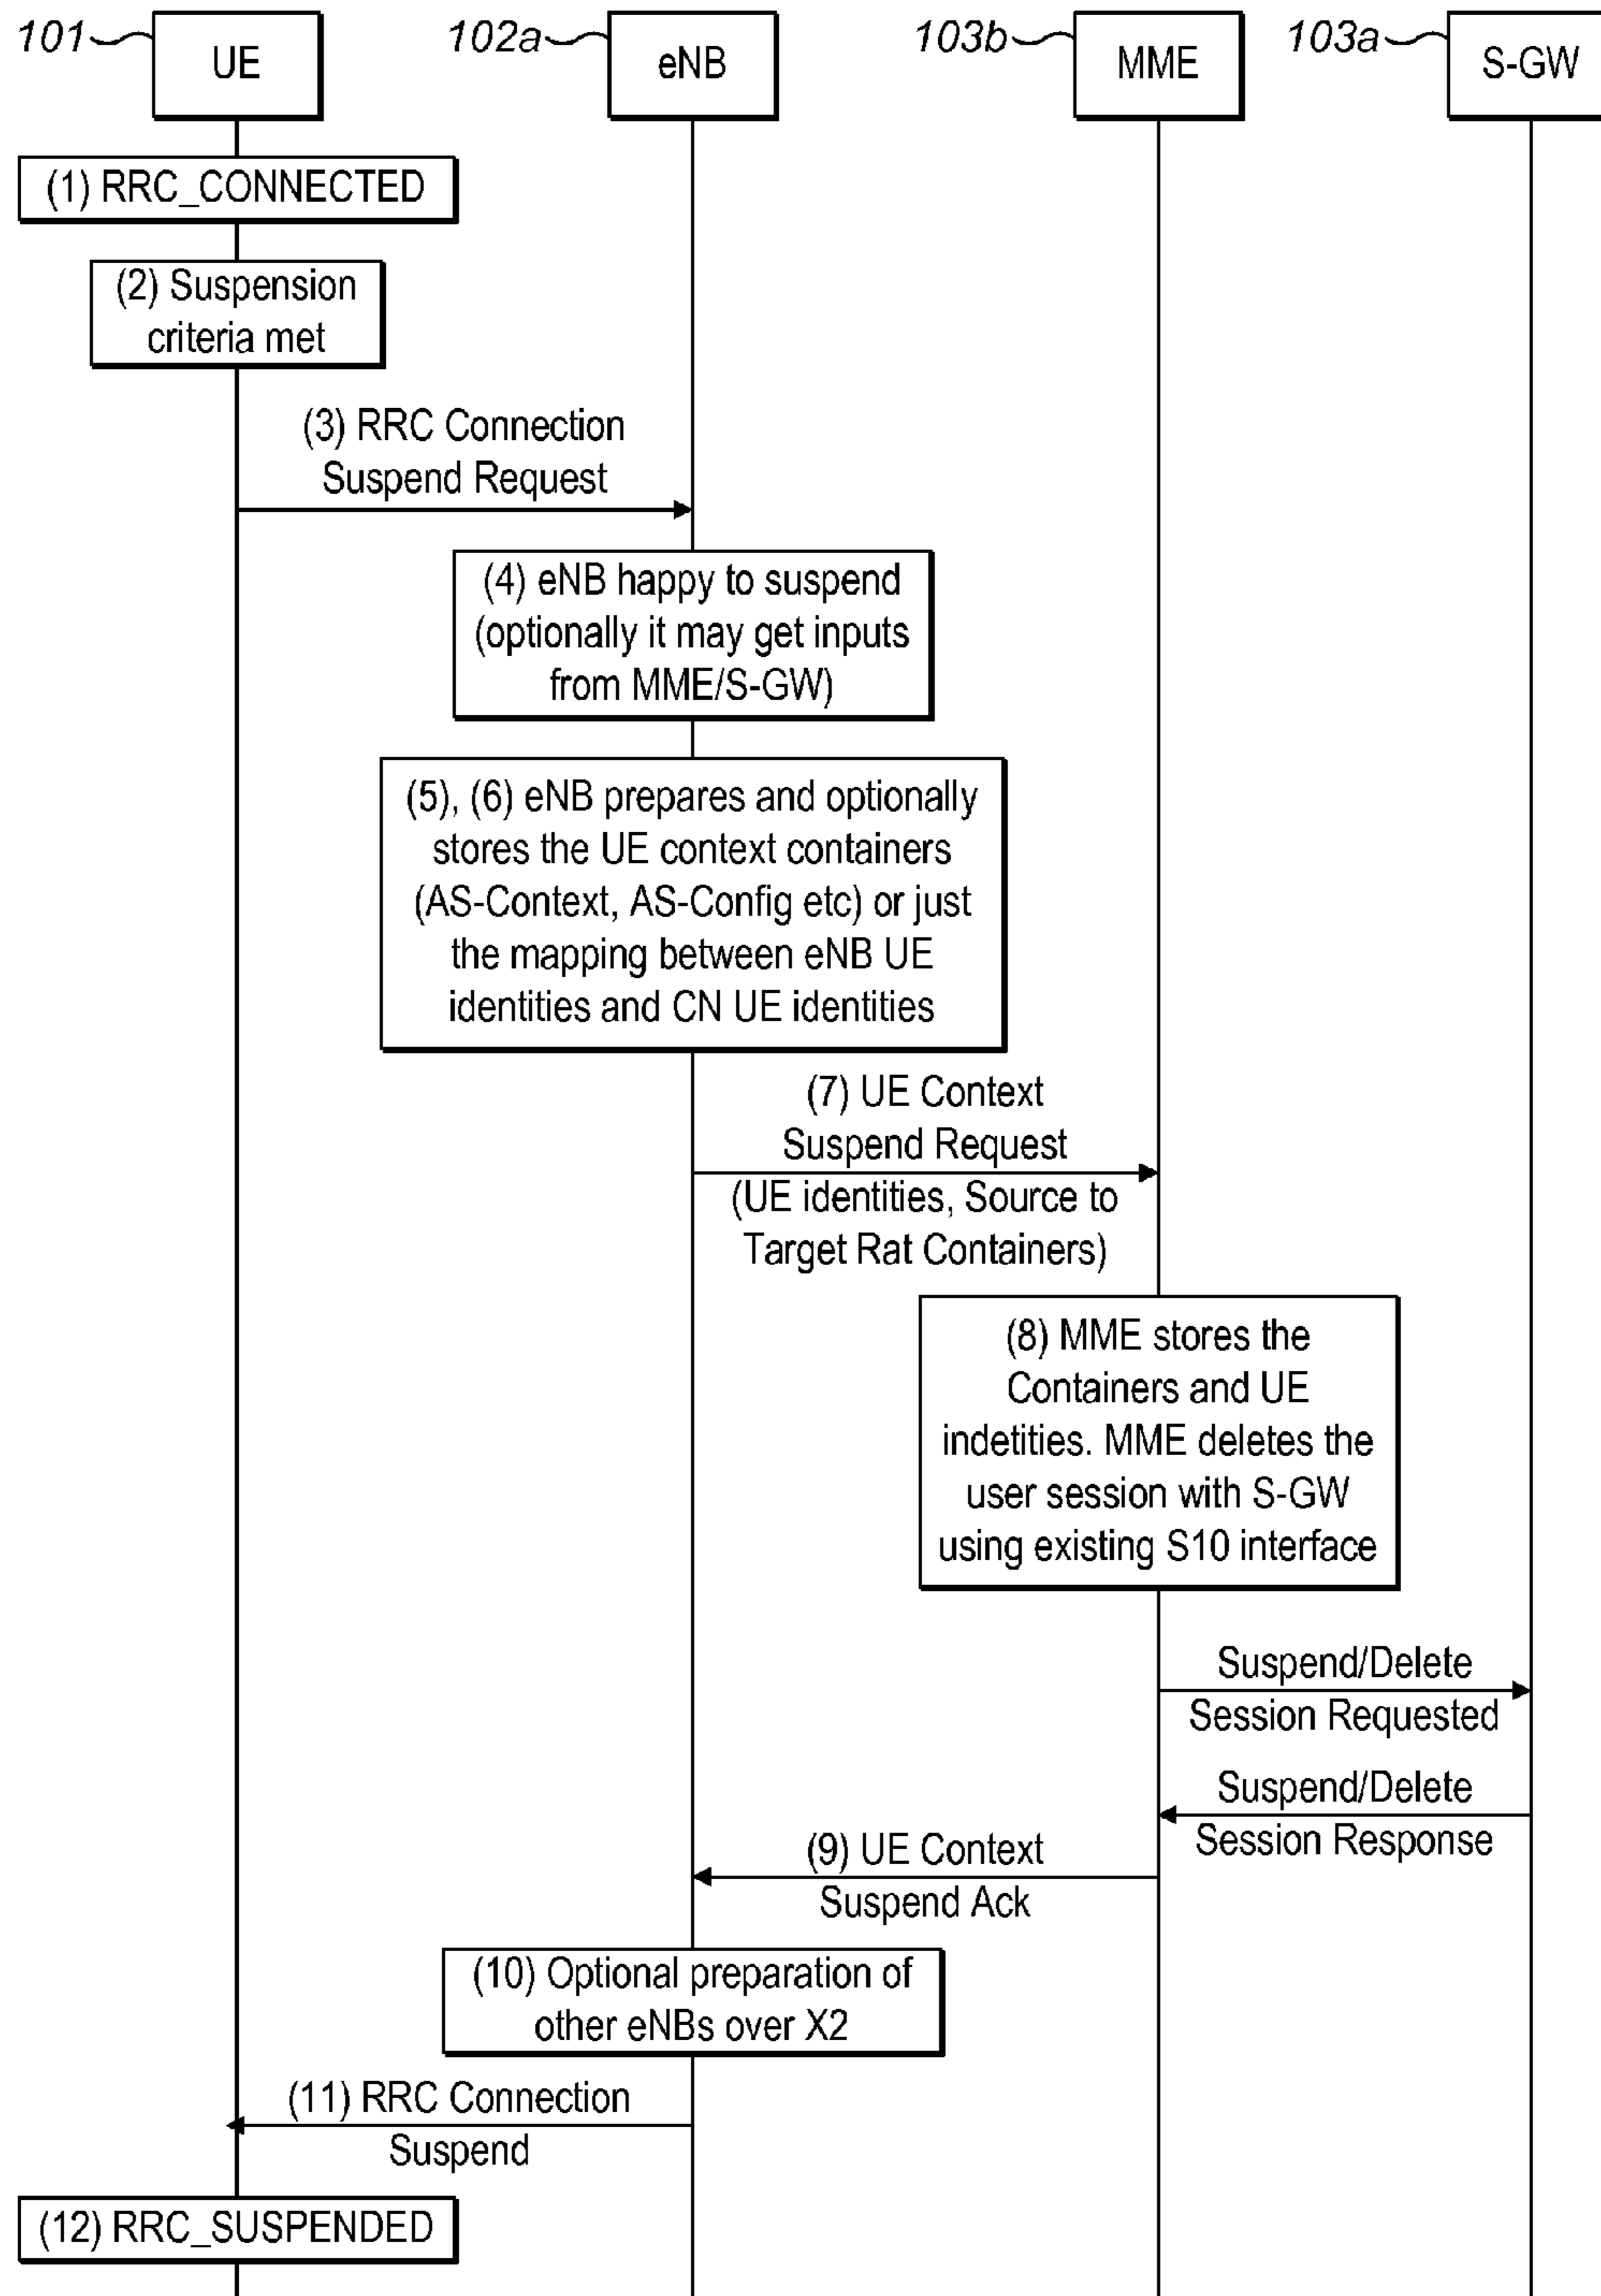 101
UE
102a
eNB
103b
MME
103a
S-GW
(1) RRC_CONNECTED
(2) Suspension
criteria met
(3) RRC Connection
Suspend Request
(4) eNB happy to suspend
(optionally it may get inputs
from MME/S-GW)
(5), (6) eNB prepares and optionally
stores the UE context containers
(AS-Context, AS-Config etc) or just
the mapping between eNB UE
identities and CN UE identities
(7) UE Context
Suspend Request
(UE identities, Source to
Target Rat Containers)
(8) MME stores the
Containers and UE
indetities. MME deletes the
user session with S-GW
using existing S10 interface
Suspend/Delete
Session Requested
Suspend/Delete
Session Response
(9) UE Context
Suspend Ack
(10) Optional preparation of
other eNBs over X2
(11) RRC Connection
Suspend
(12) RRC_SUSPENDED